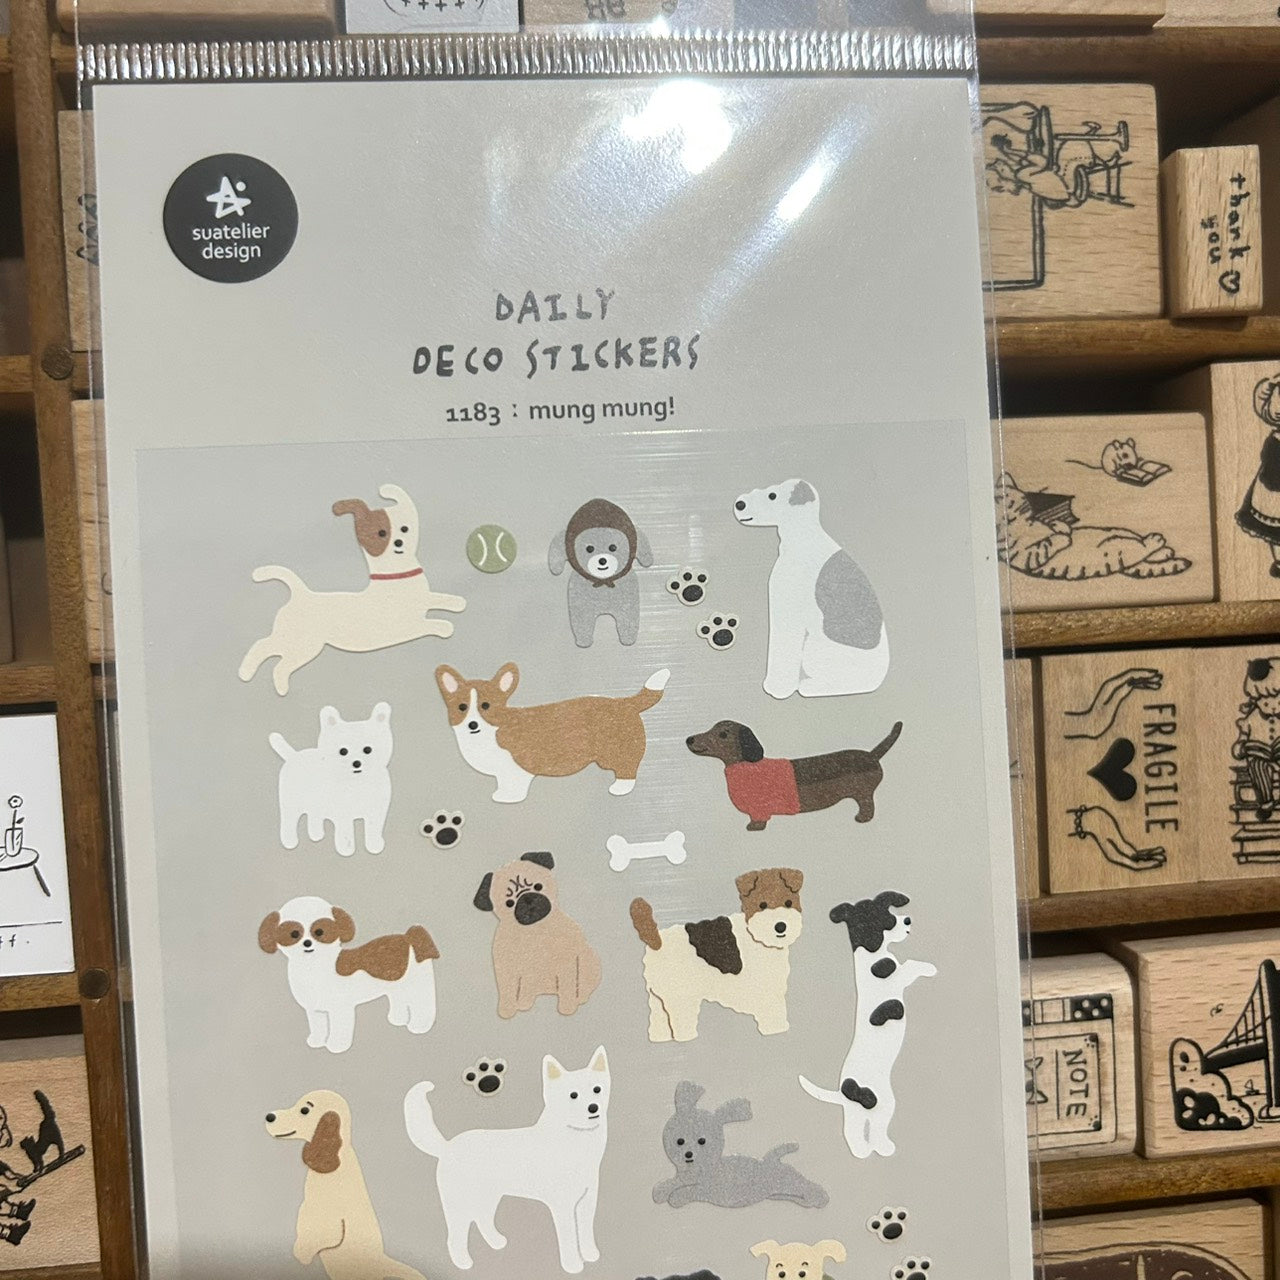 suatelier
design
DAILY
DECO STICKERS
1183 : mung mung!
thank
you
FRAGILE
NOTE